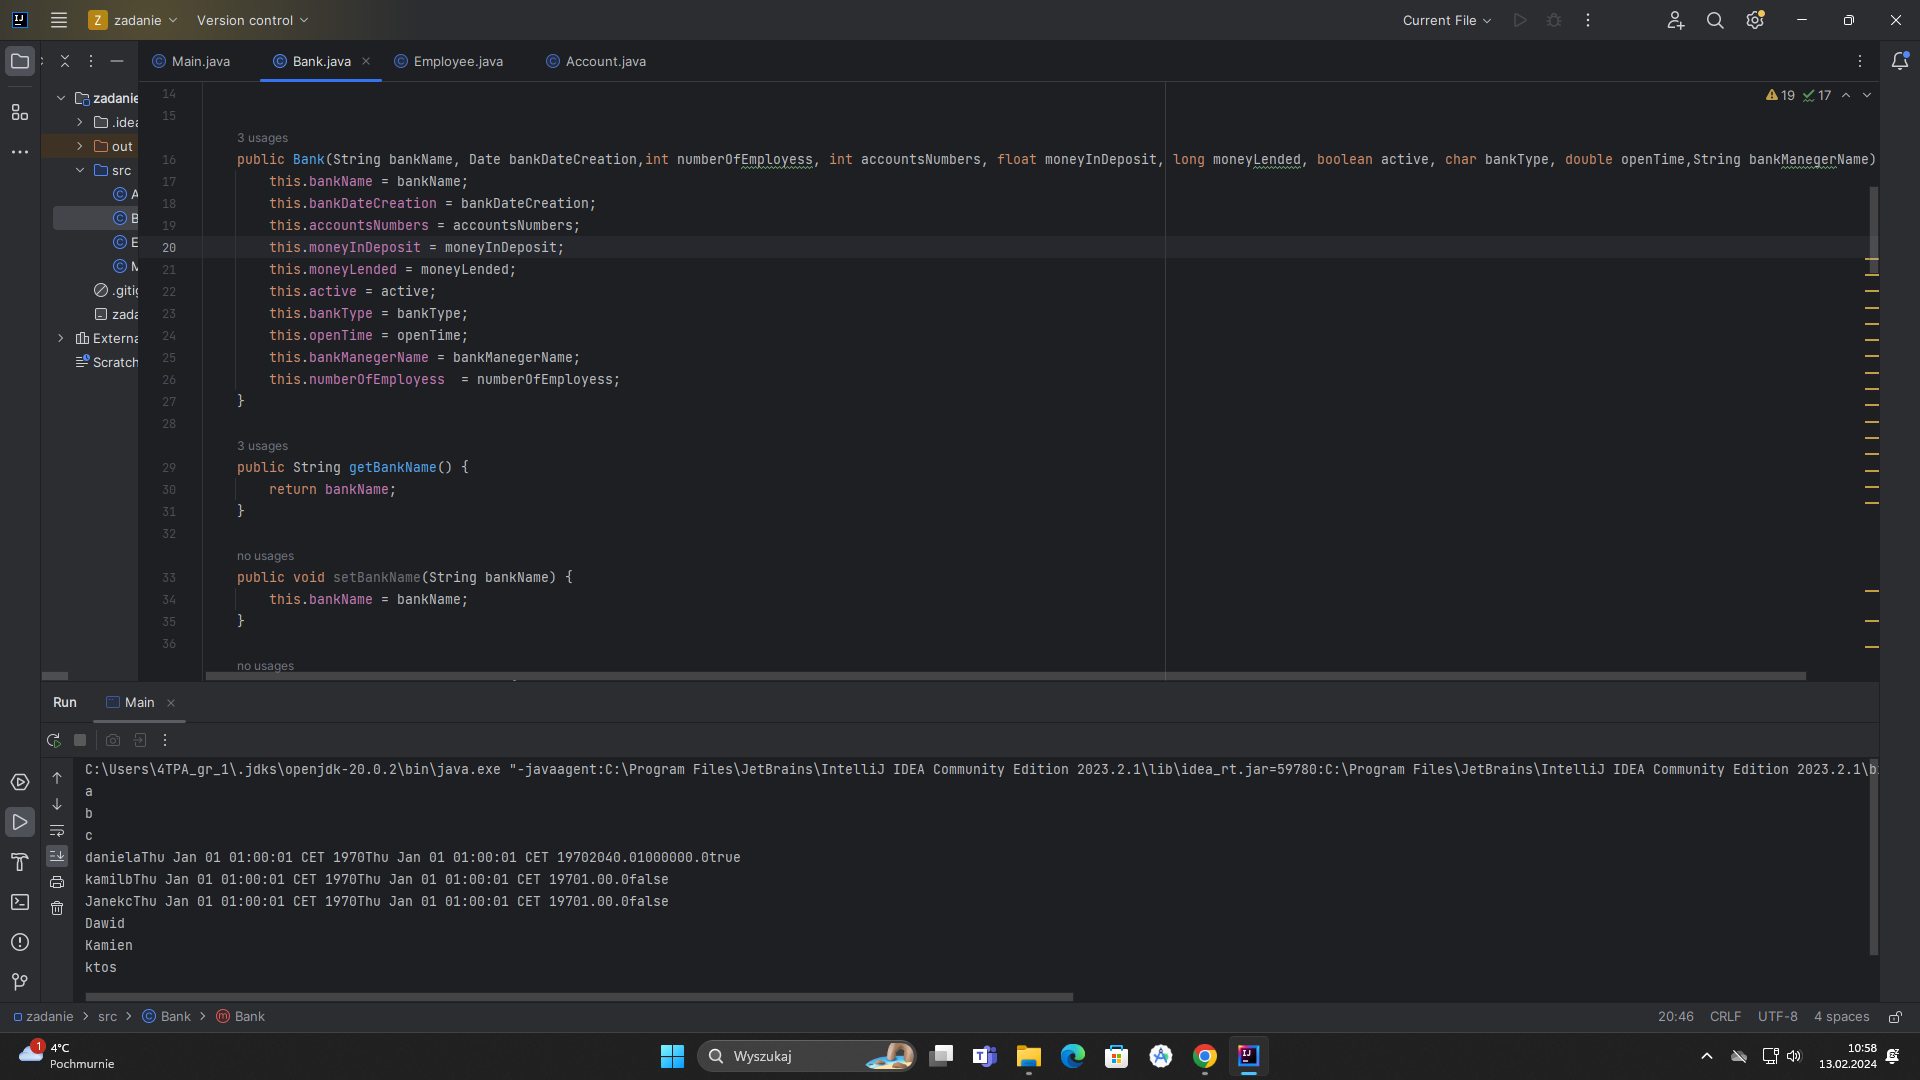 Z zadanie Version control Current File
Main.java Bank.java Employee.java Account.java
zadanie
.idea
out
src
A
B
E
M
.gitig
zada
Externa
Scratch
19 17
14
15
3 usages
16 public Bank(String bankName, Date bankDateCreation,int numberOfEmployess, int accountsNumbers, float moneyInDeposit, long moneyLended, boolean active, char bankType, double openTime,String bankManegerName)
17 this.bankName = bankName;
18 this.bankDateCreation = bankDateCreation;
19 this.accountsNumbers = accountsNumbers;
20 this.moneyInDeposit = moneyInDeposit;
21 this.moneyLended = moneyLended;
22 this.active = active;
23 this.bankType = bankType;
24 this.openTime = openTime;
25 this.bankManegerName = bankManegerName;
26 this.numberOfEmployess  = numberOfEmployess;
27 }
28
3 usages
29 public String getBankName() {
30 return bankName;
31 }
32
no usages
33 public void setBankName(String bankName) {
34 this.bankName = bankName;
35 }
36
no usages
Run Main
C:\Users\4TPA_gr_1\.jdks\openjdk-20.0.2\bin\java.exe "-javaagent:C:\Program Files\JetBrains\IntelliJ IDEA Community Edition 2023.2.1\lib\idea_rt.jar=59780:C:\Program Files\JetBrains\IntelliJ IDEA Community Edition 2023.2.1\b
a
b
c
danielaThu Jan 01 01:00:01 CET 1970Thu Jan 01 01:00:01 CET 19702040.01000000.0true
kamilbThu Jan 01 01:00:01 CET 1970Thu Jan 01 01:00:01 CET 19701.00.0false
JanekcThu Jan 01 01:00:01 CET 1970Thu Jan 01 01:00:01 CET 19701.00.0false
Dawid
Kamien
ktos
zadanie > src > Bank > Bank 20:46 CRLF UTF-8 4 spaces
1 4°C
Pochmurnie
Wyszukaj
10:58
13.02.2024